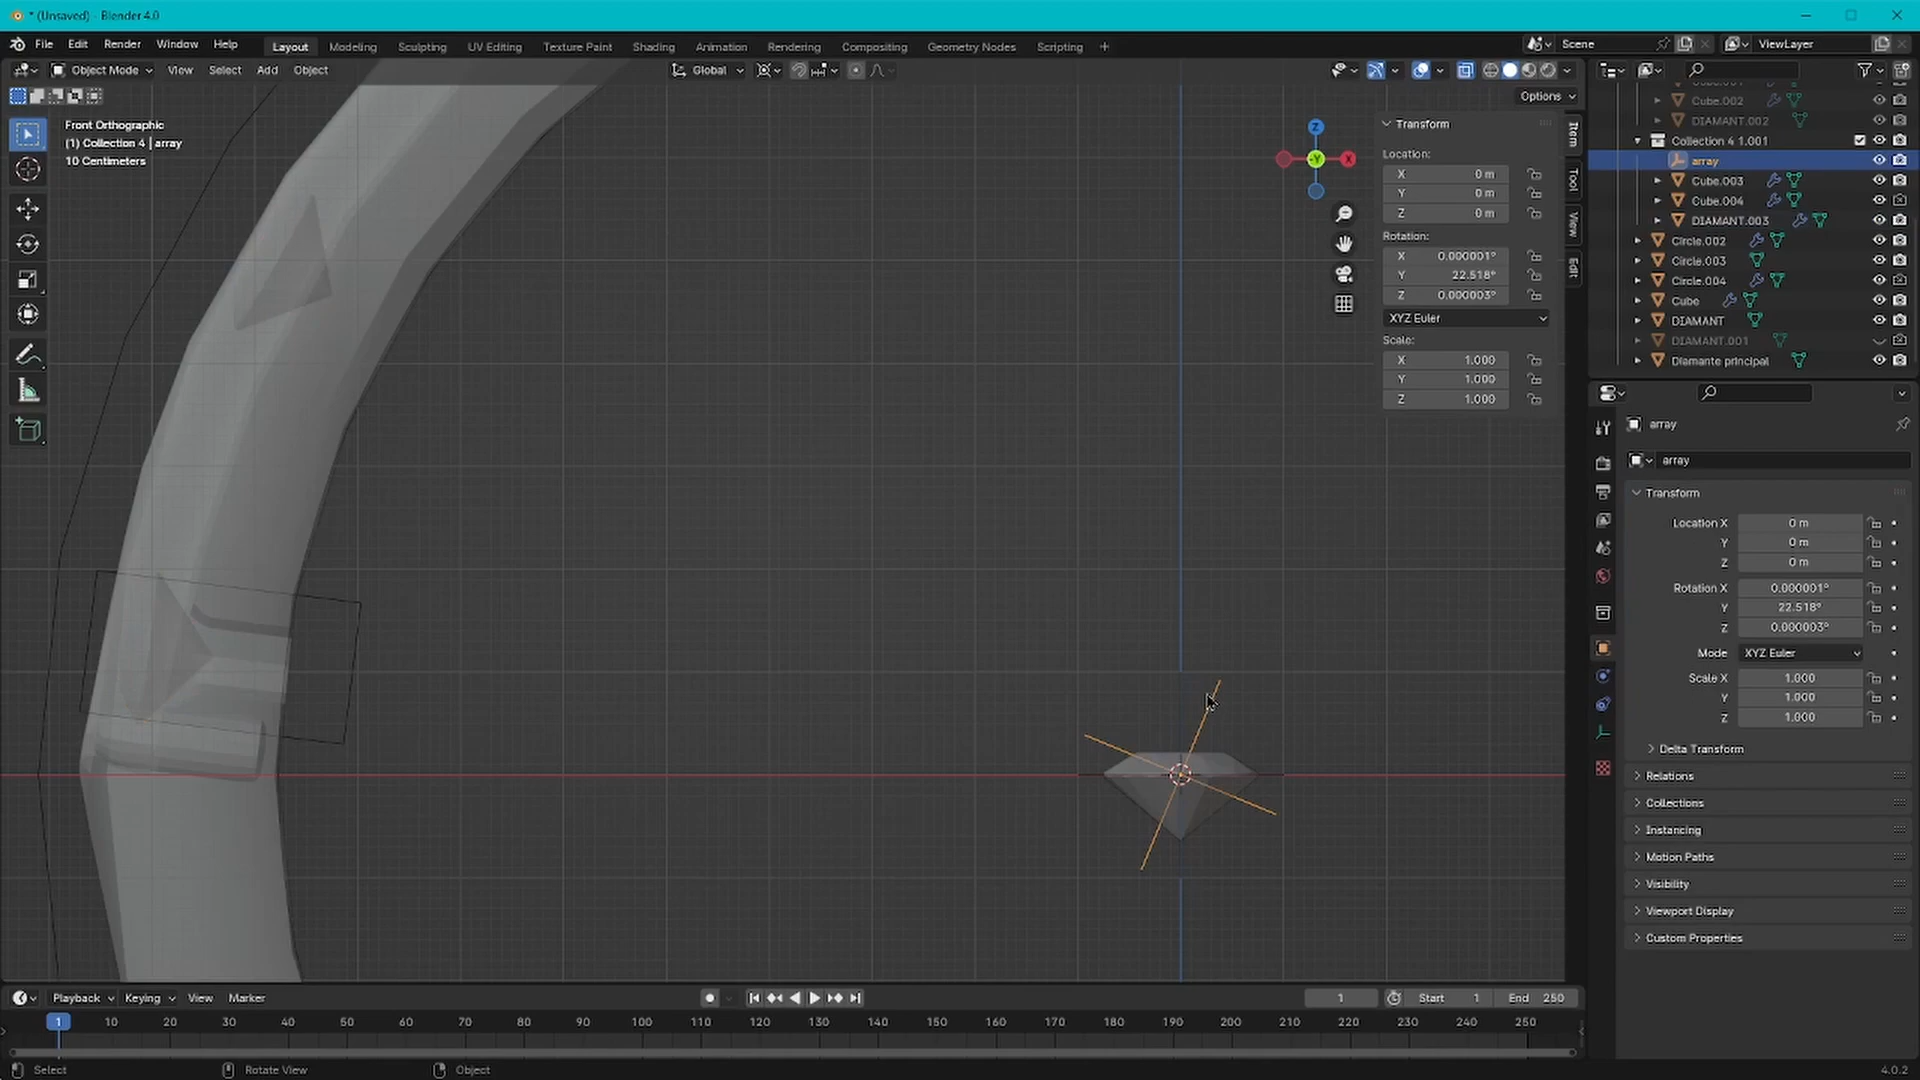 * (Unsaved) - Blender 4.0
File Edit Render Window Help Layout Modeling Sculpting UV Editing Texture Paint Shading Animation Rendering Compositing Geometry Nodes Scripting + Scene ViewLayer
Object Mode View Select Add Object Global
Options
Front Orthographic
(1) Collection 4 | array
10 Centimeters
Z
-Y
X
Transform
Location:
X 0 m
Y 0 m
Z 0 m
Rotation:
X 0.000001°
Y 22.518°
Z 0.000003°
XYZ Euler
Scale:
X 1.000
Y 1.000
Z 1.000
Item
Tool
View
Edit
Cube.002
DIAMANT.002
Collection 4 1.001
array
Cube.003
Cube.004
DIAMANT.003
Circle.002
Circle.003
Circle.004
Cube
DIAMANT
DIAMANT.001
Diamante principal
array
array
Transform
Location X 0 m
Y 0 m
Z 0 m
Rotation X 0.000001°
Y 22.518°
Z 0.000003°
Mode XYZ Euler
Scale X 1.000
Y 1.000
Z 1.000
Delta Transform
Relations
Collections
Instancing
Motion Paths
Visibility
Viewport Display
Custom Properties
Playback Keying View Marker 1 Start 1 End 250
1 10 20 30 40 50 60 70 80 90 100 110 120 130 140 150 160 170 180 190 200 210 220 230 240 250
Select Rotate View Object 4.0.2